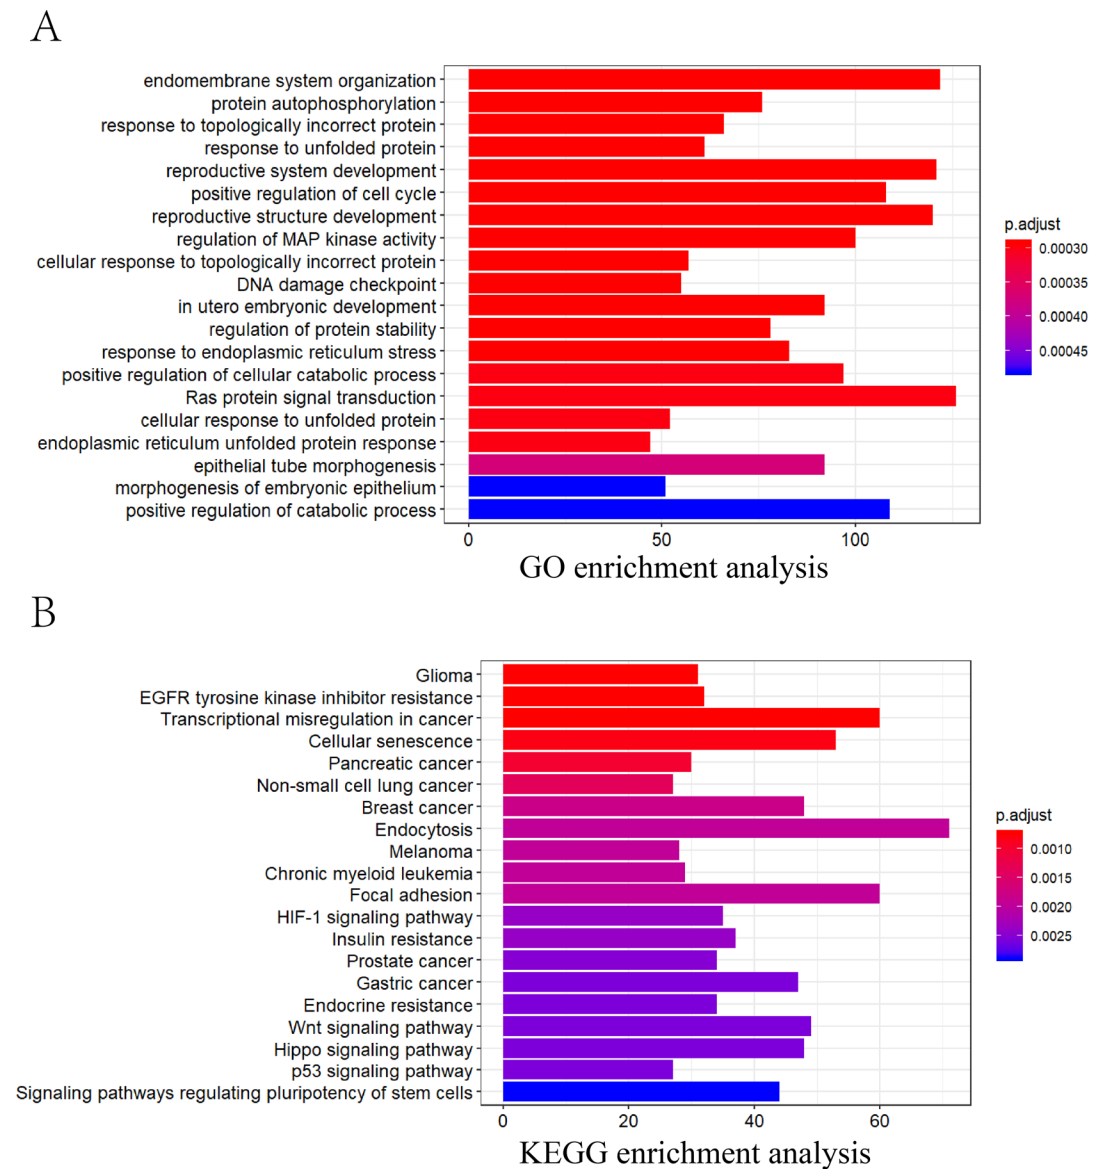 A
endomembrane system organization
protein autophosphorylation
response to topologically incorrect protein
response to unfolded protein
reproductive system development
positive regulation of cell cycle
reproductive structure development
regulation of MAP kinase activity
cellular response to topologically incorrect protein
DNA damage checkpoint
in utero embryonic development
regulation of protein stability
response to endoplasmic reticulum stress
positive regulation of cellular catabolic process
Ras protein signal transduction
cellular response to unfolded protein
endoplasmic reticulum unfolded protein response
epithelial tube morphogenesis
morphogenesis of embryonic epithelium
positive regulation of catabolic process
0 50 100
p.adjust
0.00030
0.00035
0.00040
0.00045
GO enrichment analysis
B
Glioma
EGFR tyrosine kinase inhibitor resistance
Transcriptional misregulation in cancer
Cellular senescence
Pancreatic cancer
Non-small cell lung cancer
Breast cancer
Endocytosis
Melanoma
Chronic myeloid leukemia
Focal adhesion
HIF-1 signaling pathway
Insulin resistance
Prostate cancer
Gastric cancer
Endocrine resistance
Wnt signaling pathway
Hippo signaling pathway
p53 signaling pathway
Signaling pathways regulating pluripotency of stem cells
0 20 40 60
p.adjust
0.0010
0.0015
0.0020
0.0025
KEGG enrichment analysis